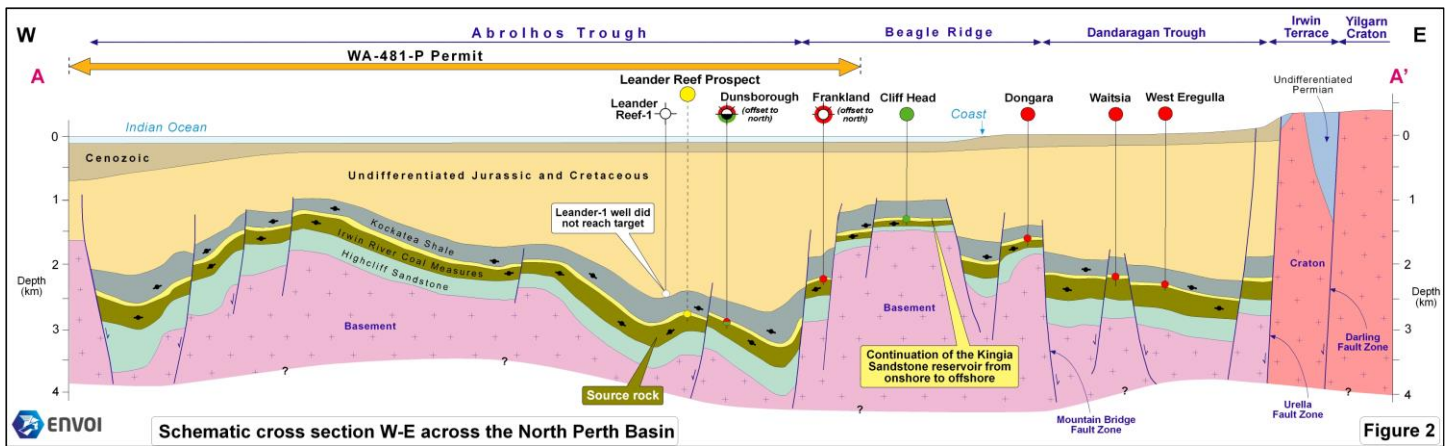 W
Abrolhos Trough
Beagle Ridge
Dandaragan Trough
Irwin
Terrace
Yilgarn
Craton
E
WA-481-P Permit
A
Leander Reef Prospect
Undifferentiated
Permian
A'
Leander
Reef-1
Dunsborough
(offset to
north)
Frankland
(offset to
north)
Cliff Head
Dongara
Waitsia
West Eregulla
Indian Ocean
Coast
0
0
Cenozoic
Undifferentiated Jurassic and Cretaceous
1
1
Leander-1 well did
not reach target
Kockatea Shale
Irwin River Coal Measures
Highcliff Sandstone
2
2
Depth
(km)
Craton
Depth
(km)
Basement
Basement
3
3
Darling
Fault Zone
Continuation of the Kingia
Sandstone reservoir from
onshore to offshore
?
?
Source rock
?
?
?
4
4
Mountain Bridge
Fault Zone
Urella
Fault Zone
ENVOI
Schematic cross section W-E across the North Perth Basin
Figure 2